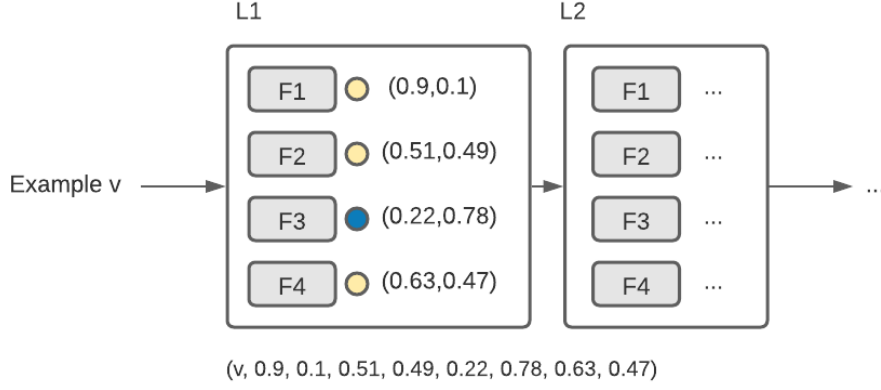 L1
L2
F1 (0.9,0.1)
F1 ...
F2 (0.51,0.49)
F2 ...
Example v
...
F3 (0.22,0.78)
F3 ...
F4 (0.63,0.47)
F4 ...
(v, 0.9, 0.1, 0.51, 0.49, 0.22, 0.78, 0.63, 0.47)